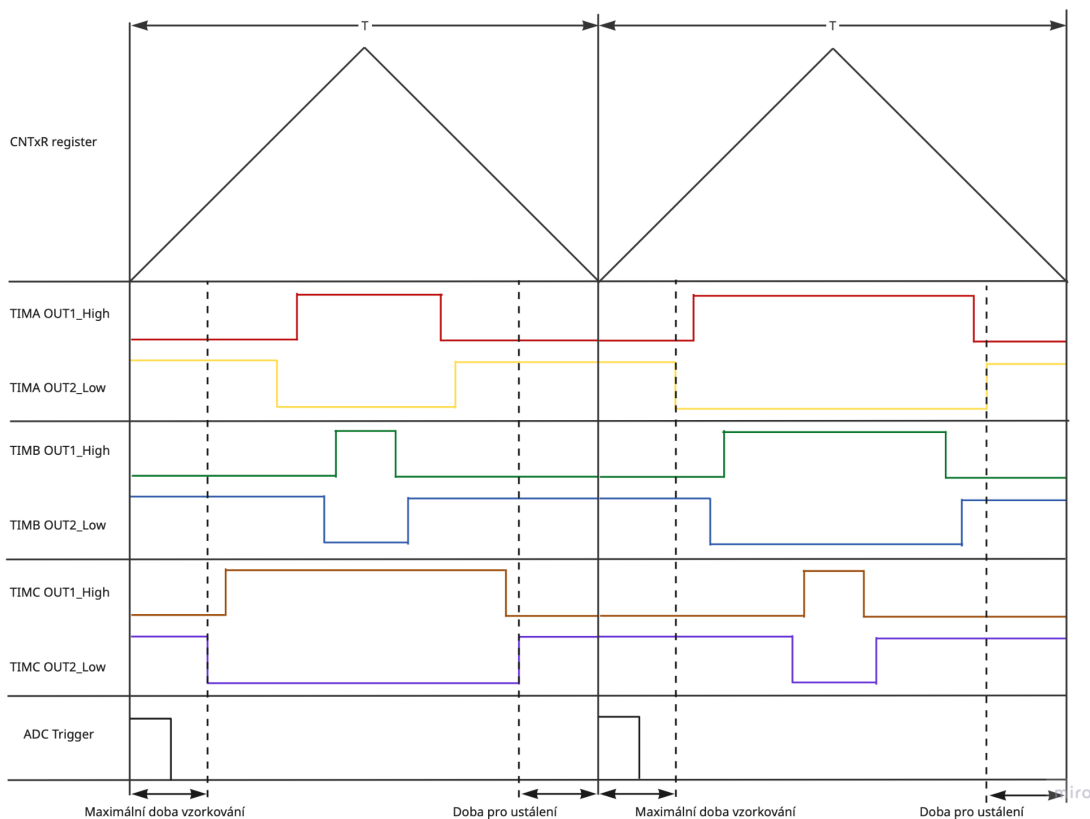 T
T
CNTxR register
TIMA OUT1_High
TIMA OUT2_Low
TIMB OUT1_High
TIMB OUT2_Low
TIMC OUT1_High
TIMC OUT2_Low
ADC Trigger
miro
Maximální doba vzorkování
Doba pro ustálení
Maximální doba vzorkování
Doba pro ustálení